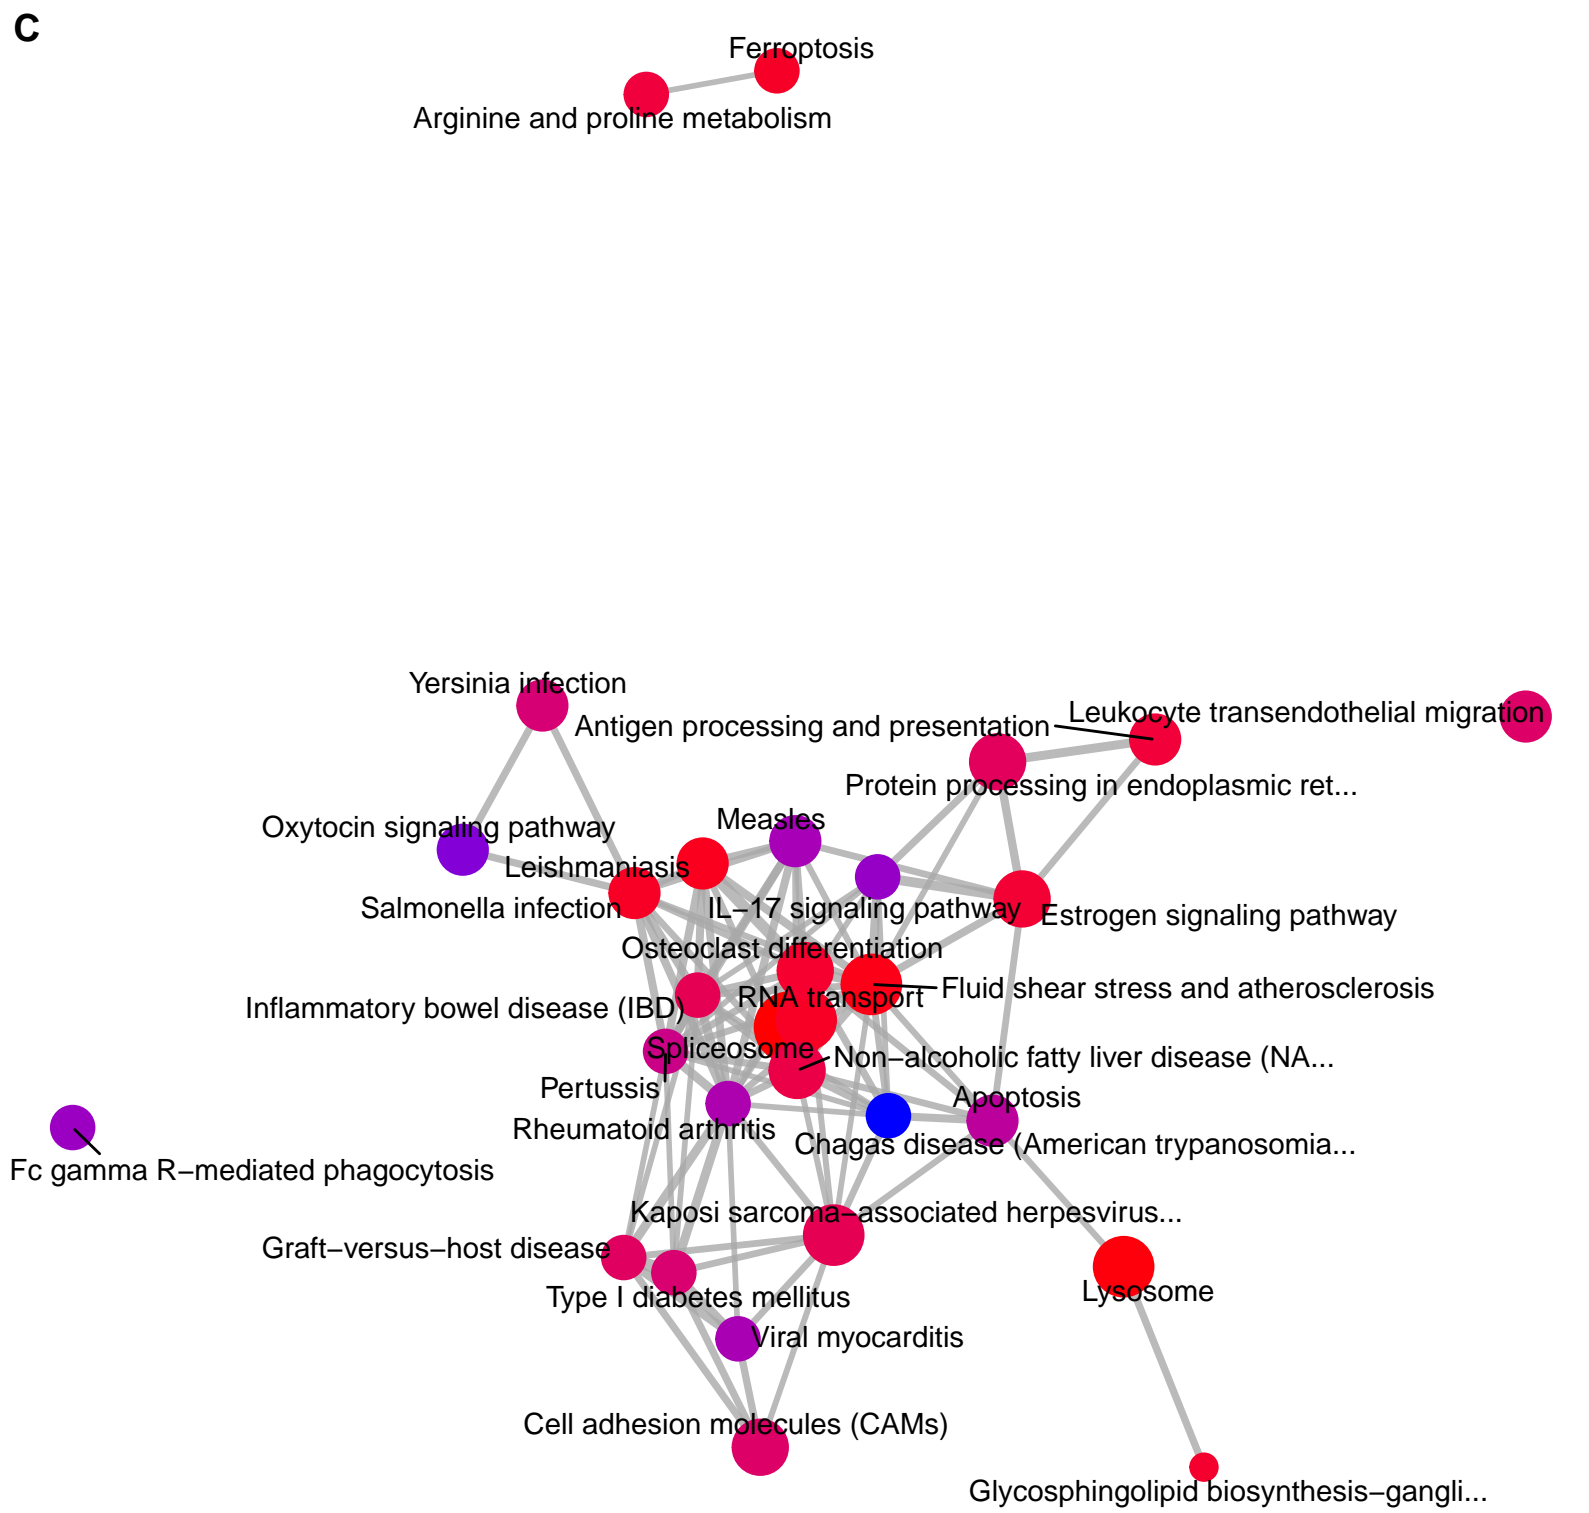 C
Ferroptosis
Arginine and proline metabolism
Yersinia infection
Leukocyte transendothelial migration
Antigen processing and presentation
Protein processing in endoplasmic ret...
Measles
Oxytocin signaling pathway
Leishmaniasis
Salmonella infection
IL−17 signaling pathway
Estrogen signaling pathway
Osteoclast differentiation
Fluid shear stress and atherosclerosis
RNA transport
Inflammatory bowel disease (IBD)
Spliceosome
Non−alcoholic fatty liver disease (NA...
Pertussis
Apoptosis
Rheumatoid arthritis
Chagas disease (American trypanosomia...
Fc gamma R−mediated phagocytosis
Kaposi sarcoma−associated herpesvirus...
Graft−versus−host disease
Lysosome
Type I diabetes mellitus
Viral myocarditis
Cell adhesion molecules (CAMs)
Glycosphingolipid biosynthesis−gangli...